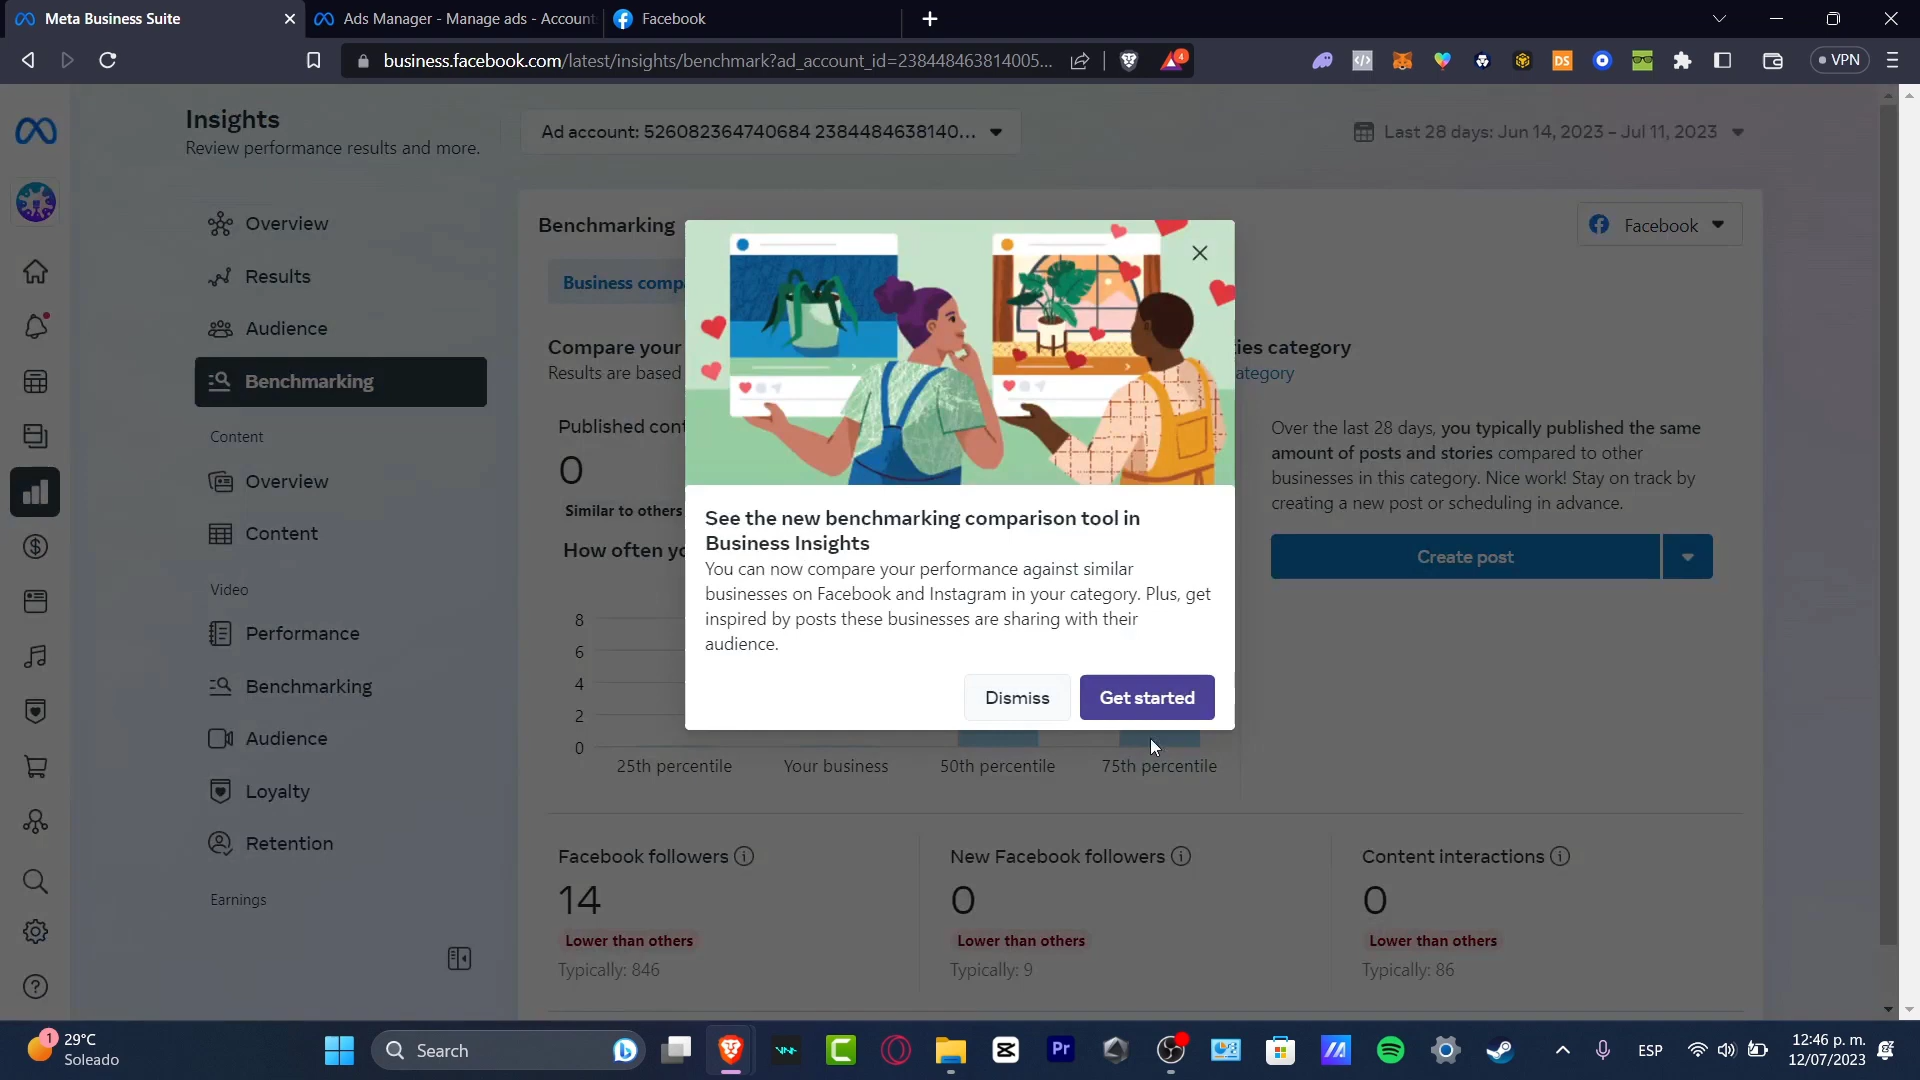 Meta Business Suite
Ads Manager - Manage ads - Account
Facebook
business.facebook.com/latest/insights/benchmark?ad_account_id=238448463814005...
4
VPN
Insights
Review performance results and more.
Ad account: 526082364740684 2384484638140...
Last 28 days: Jun 14, 2023 – Jul 11, 2023
Overview
Results
Audience
Benchmarking
Content
Overview
Content
Video
Performance
Benchmarking
Audience
Loyalty
Retention
Earnings
Benchmarking
Facebook
Business comp
Compare your
ies category
Results are based
ategory
Published cont
0
Similar to others
How often yo
8
6
4
2
0
25th percentile
Your business
50th percentile
75th percentile
Over the last 28 days, you typically published the same
amount of posts and stories compared to other
businesses in this category. Nice work! Stay on track by
creating a new post or scheduling in advance.
Create post
See the new benchmarking comparison tool in
Business Insights
You can now compare your performance against similar
businesses on Facebook and Instagram in your category. Plus, get
inspired by posts these businesses are sharing with their
audience.
Dismiss
Get started
Facebook followers
14
Lower than others
Typically: 846
New Facebook followers
0
Lower than others
Typically: 9
Content interactions
0
Lower than others
Typically: 86
1
29°C
Soleado
Search
Pr
ESP
12:46 p. m.
12/07/2023